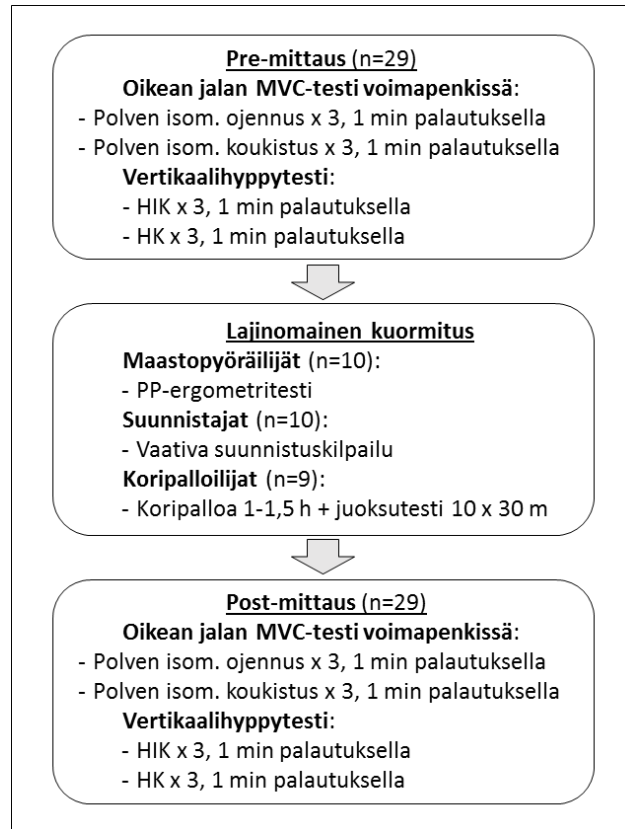 Pre-mittaus (n=29)
Oikean jalan MVC-testi voimapenkissä:
- Polven isom. ojennus x 3, 1 min palautuksella
- Polven isom. koukistus x 3, 1 min palautuksella
Vertikaalihyppytesti:
- HIK x 3, 1 min palautuksella
- HK x 3, 1 min palautuksella
Lajinomainen kuormitus
Maastopyöräilijät (n=10):
- PP-ergometritesti
Suunnistajat (n=10):
- Vaativa suunnistuskilpailu
Koripalloilijat (n=9):
- Koripalloa 1-1,5 h + juoksutesti 10 x 30 m
Post-mittaus (n=29)
Oikean jalan MVC-testi voimapenkissä:
- Polven isom. ojennus x 3, 1 min palautuksella
- Polven isom. koukistus x 3, 1 min palautuksella
Vertikaalihyppytesti:
- HIK x 3, 1 min palautuksella
- HK x 3, 1 min palautuksella